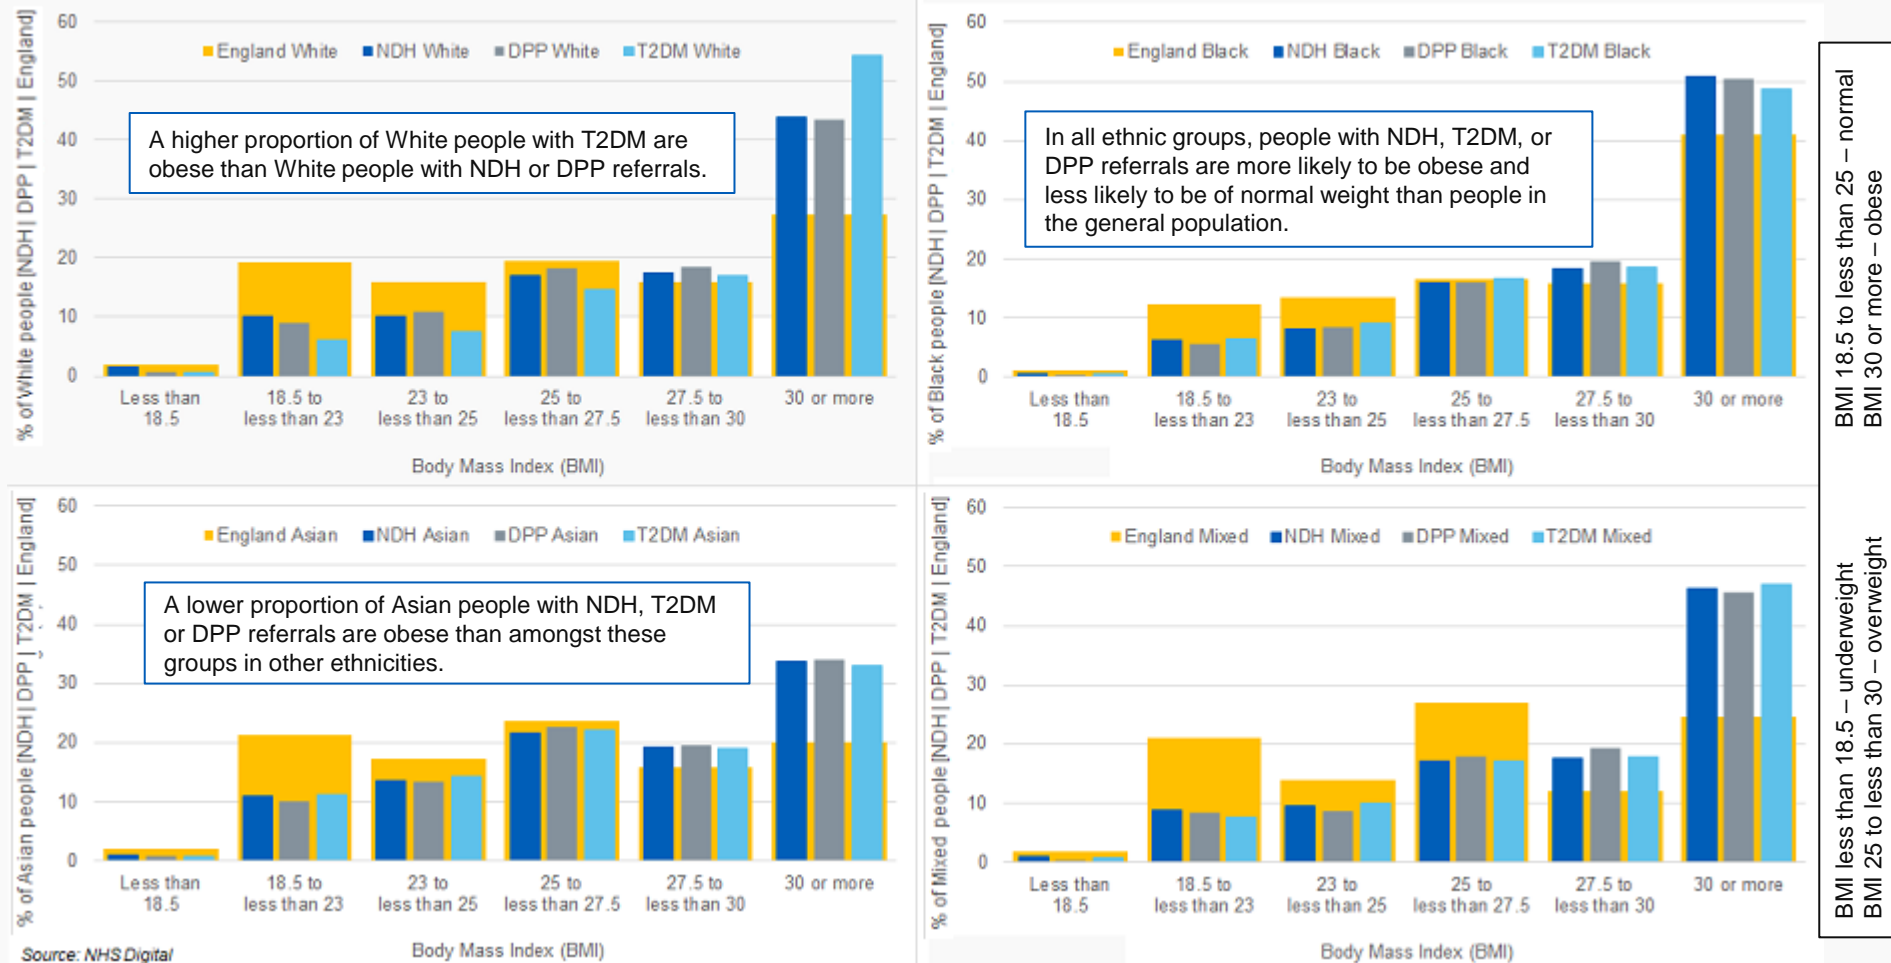 % of White people [NDH | DPP | T2DM | England]
60
50
40
30
20
10
0
England White NDH White DPP White T2DM White
A higher proportion of White people with T2DM are
obese than White people with NDH or DPP referrals.
Less than
18.5
18.5 to
less than 23
23 to
less than 25
25 to
less than 27.5
27.5 to
less than 30
30 or more
Body Mass Index (BMI)
% of Black people [NDH | DPP | T2DM | England]
60
50
40
30
20
10
0
England Black NDH Black DPP Black T2DM Black
In all ethnic groups, people with NDH, T2DM, or
DPP referrals are more likely to be obese and
less likely to be of normal weight than people in
the general population.
Less than
18.5
18.5 to
less than 23
23 to
less than 25
25 to
less than 27.5
27.5 to
less than 30
30 or more
Body Mass Index (BMI)
% of Asian people [NDH | DPP | T2DM | England]
60
50
40
30
20
10
0
England Asian NDH Asian DPP Asian T2DM Asian
A lower proportion of Asian people with NDH, T2DM
or DPP referrals are obese than amongst these
groups in other ethnicities.
Less than
18.5
18.5 to
less than 23
23 to
less than 25
25 to
less than 27.5
27.5 to
less than 30
30 or more
Body Mass Index (BMI)
Source: NHS Digital
% of Mixed people [NDH | DPP | T2DM | England]
60
50
40
30
20
10
0
England Mixed NDH Mixed DPP Mixed T2DM Mixed
Less than
18.5
18.5 to
less than 23
23 to
less than 25
25 to
less than 27.5
27.5 to
less than 30
30 or more
Body Mass Index (BMI)
BMI less than 18.5 – underweight BMI 18.5 to less than 25 – normal
BMI 25 to less than 30 – overweight BMI 30 or more – obese